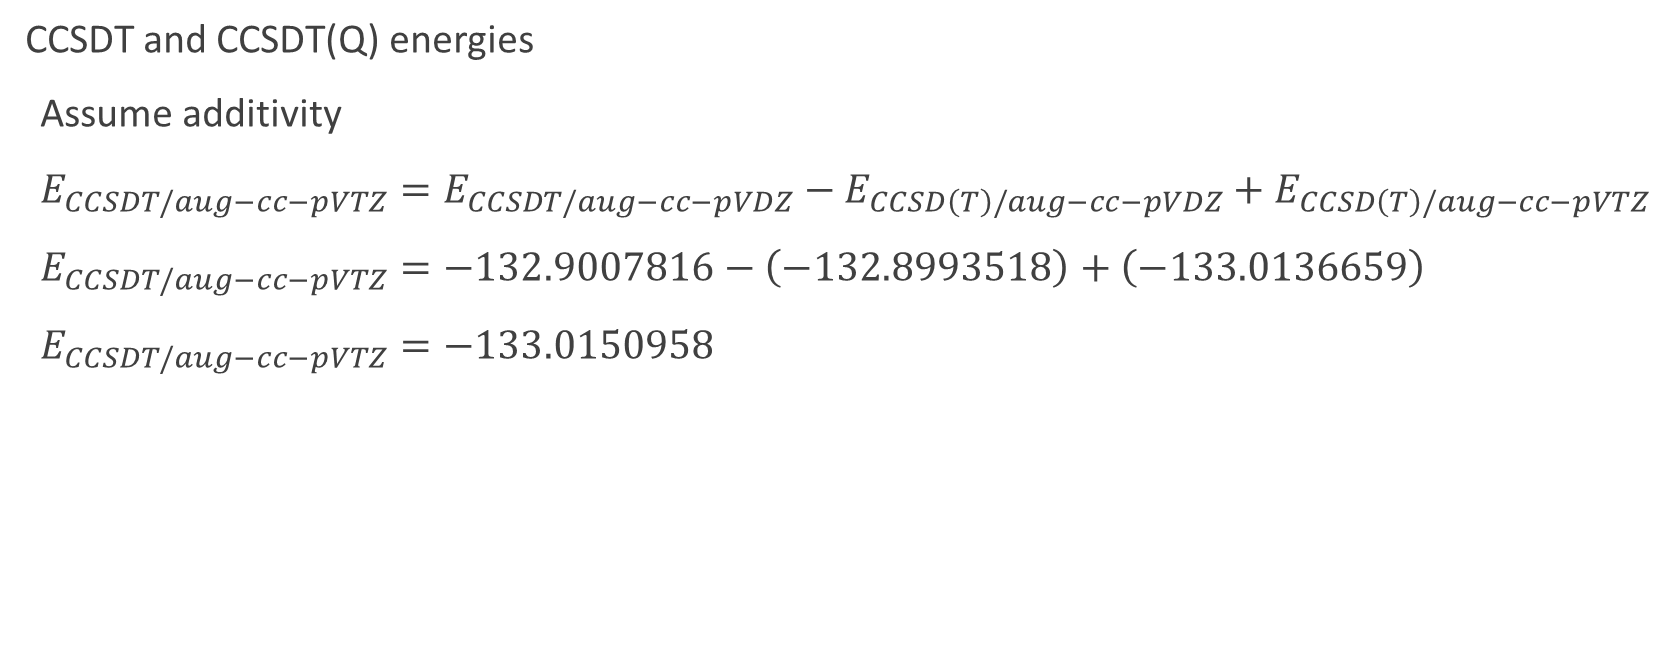 CCSDT and CCSDT(Q) energies
Assume additivity
E_{CCSDT/aug−cc−pVTZ} = E_{CCSDT/aug−cc−pVDZ} − E_{CCSD(T)/aug−cc−pVDZ} + E_{CCSD(T)/aug−cc−pVTZ}
E_{CCSDT/aug−cc−pVTZ} = −132.9007816 − (−132.8993518) + (−133.0136659)
E_{CCSDT/aug−cc−pVTZ} = −133.0150958